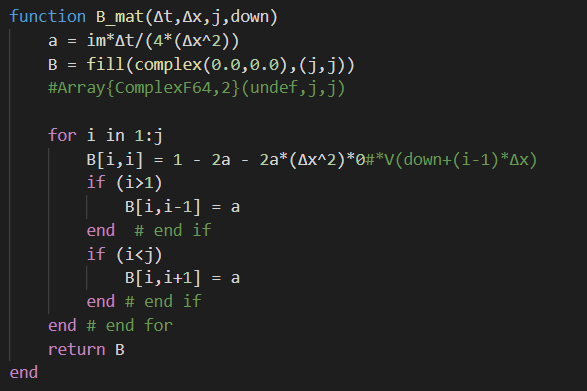 function B_mat(Δt,Δx,j,down)
    a = im*Δt/(4*(Δx^2))
    B = fill(complex(0.0,0.0),(j,j))
    #Array{ComplexF64,2}(undef,j,j)

    for i in 1:j
        B[i,i] = 1 - 2a - 2a*(Δx^2)*0#*V(down+(i-1)*Δx)
        if (i>1)
            B[i,i-1] = a
        end  # end if
        if (i<j)
            B[i,i+1] = a
        end # end if
    end # end for
    return B
end